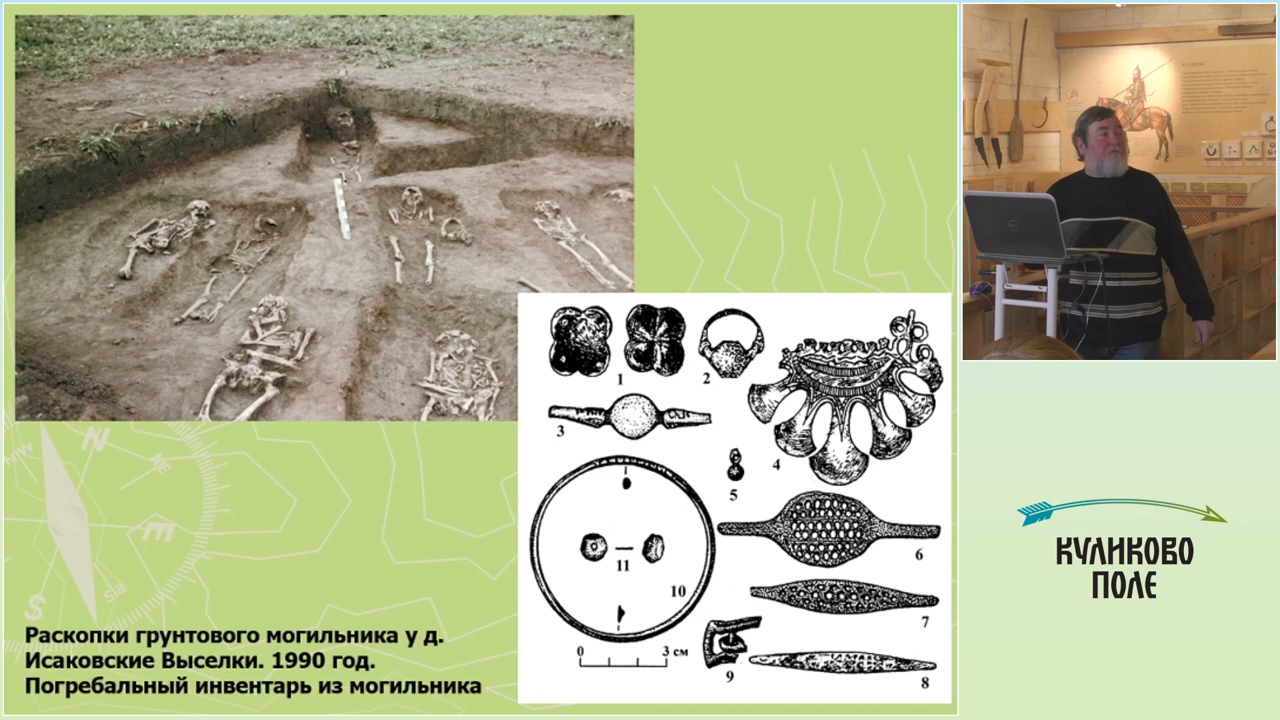 Раскопки грунтового могильника у д.
Исаковские Выселки. 1990 год.
Погребальный инвентарь из могильника
1
2
3
4
5
6
7
8
9
10
11
0 3 см
N
NW
E
S
КУЛИКОВО
ПОЛЕ